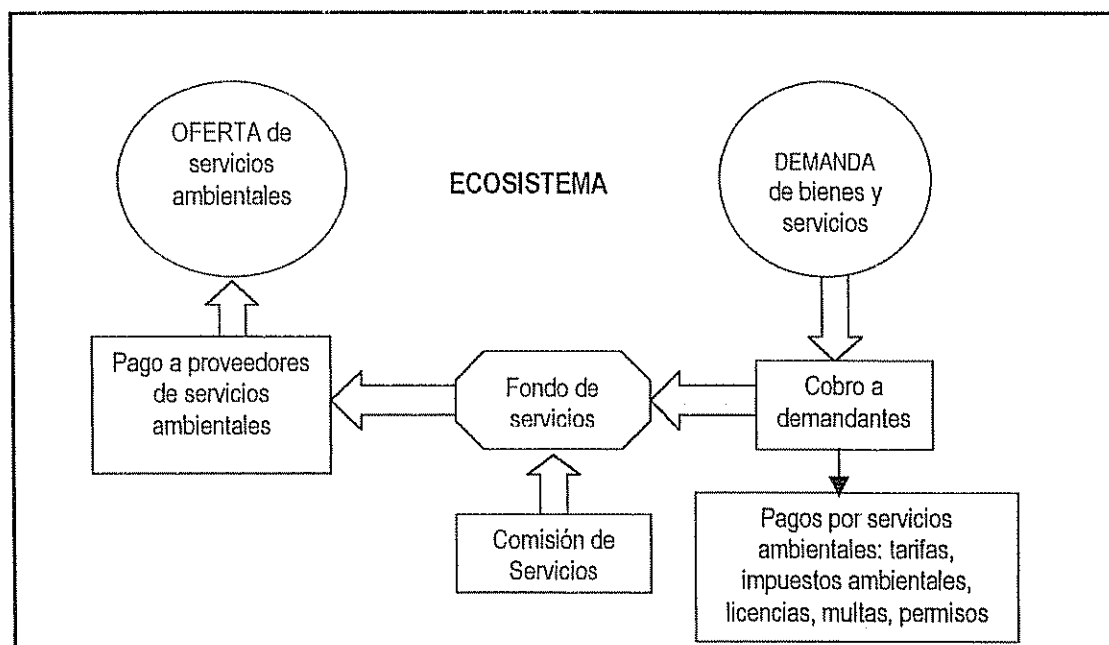 OFERTA de
servicios
ambientales
ECOSISTEMA
DEMANDA
de bienes y
servicios
Pago a proveedores
de servicios
ambientales
Fondo de
servicios
Cobro a
demandantes
Comisión de
Servicios
Pagos por servicios
ambientales: tarifas,
impuestos ambientales,
licencias, multas, permisos